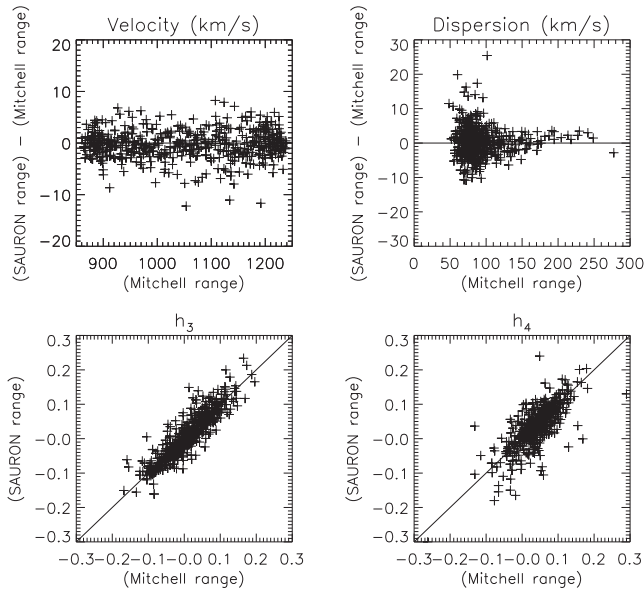 Velocity (km/s)
(SAURON range) − (Mitchell range)
20
10
0
−10
−20
900 1000 1100 1200
(Mitchell range)
Dispersion (km/s)
(SAURON range) − (Mitchell range)
30
20
10
0
−10
−20
−30
0 50 100 150 200 250 300
(Mitchell range)
h3
(SAURON range)
0.3
0.2
0.1
−0.0
−0.1
−0.2
−0.3
−0.3−0.2−0.1−0.0 0.1 0.2 0.3
(Mitchell range)
h4
(SAURON range)
0.3
0.2
0.1
−0.0
−0.1
−0.2
−0.3
−0.3−0.2−0.1−0.0 0.1 0.2 0.3
(Mitchell range)